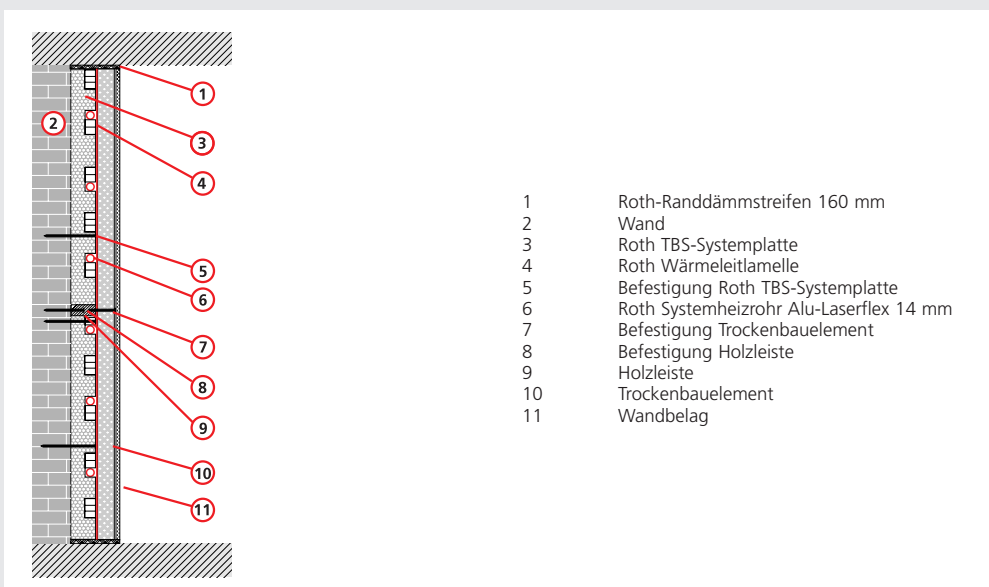 1
2
3
4
5
6
7
8
9
10
11
1 Roth-Randdämmstreifen 160 mm
2 Wand
3 Roth TBS-Systemplatte
4 Roth Wärmeleitlamelle
5 Befestigung Roth TBS-Systemplatte
6 Roth Systemheizrohr Alu-Laserflex 14 mm
7 Befestigung Trockenbauelement
8 Befestigung Holzleiste
9 Holzleiste
10 Trockenbauelement
11 Wandbelag